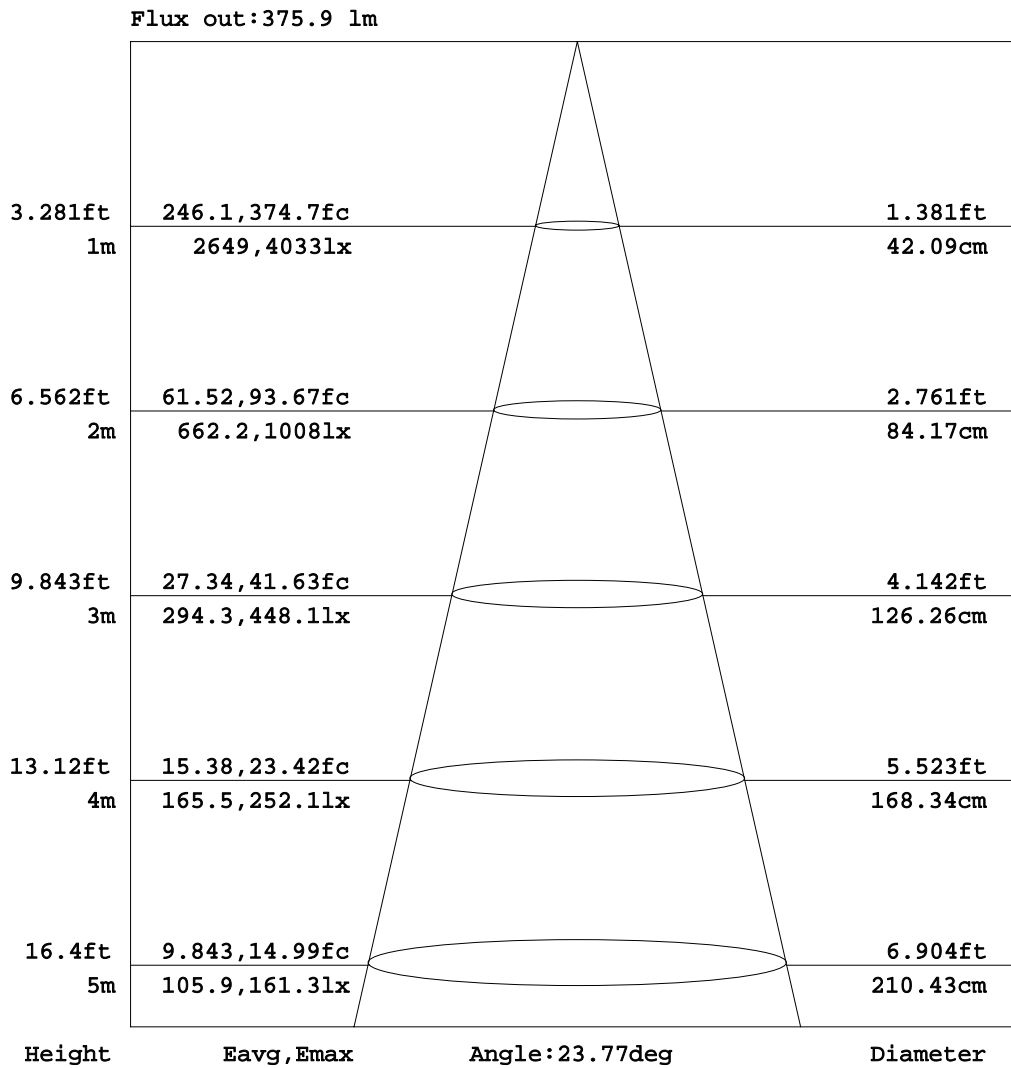 Flux out:375.9 lm
3.281ft 246.1,374.7fc 1.381ft
1m 2649,4033lx 42.09cm
6.562ft 61.52,93.67fc 2.761ft
2m 662.2,1008lx 84.17cm
9.843ft 27.34,41.63fc 4.142ft
3m 294.3,448.1lx 126.26cm
13.12ft 15.38,23.42fc 5.523ft
4m 165.5,252.1lx 168.34cm
16.4ft 9.843,14.99fc 6.904ft
5m 105.9,161.3lx 210.43cm
Height Eavg,Emax Angle:23.77deg Diameter